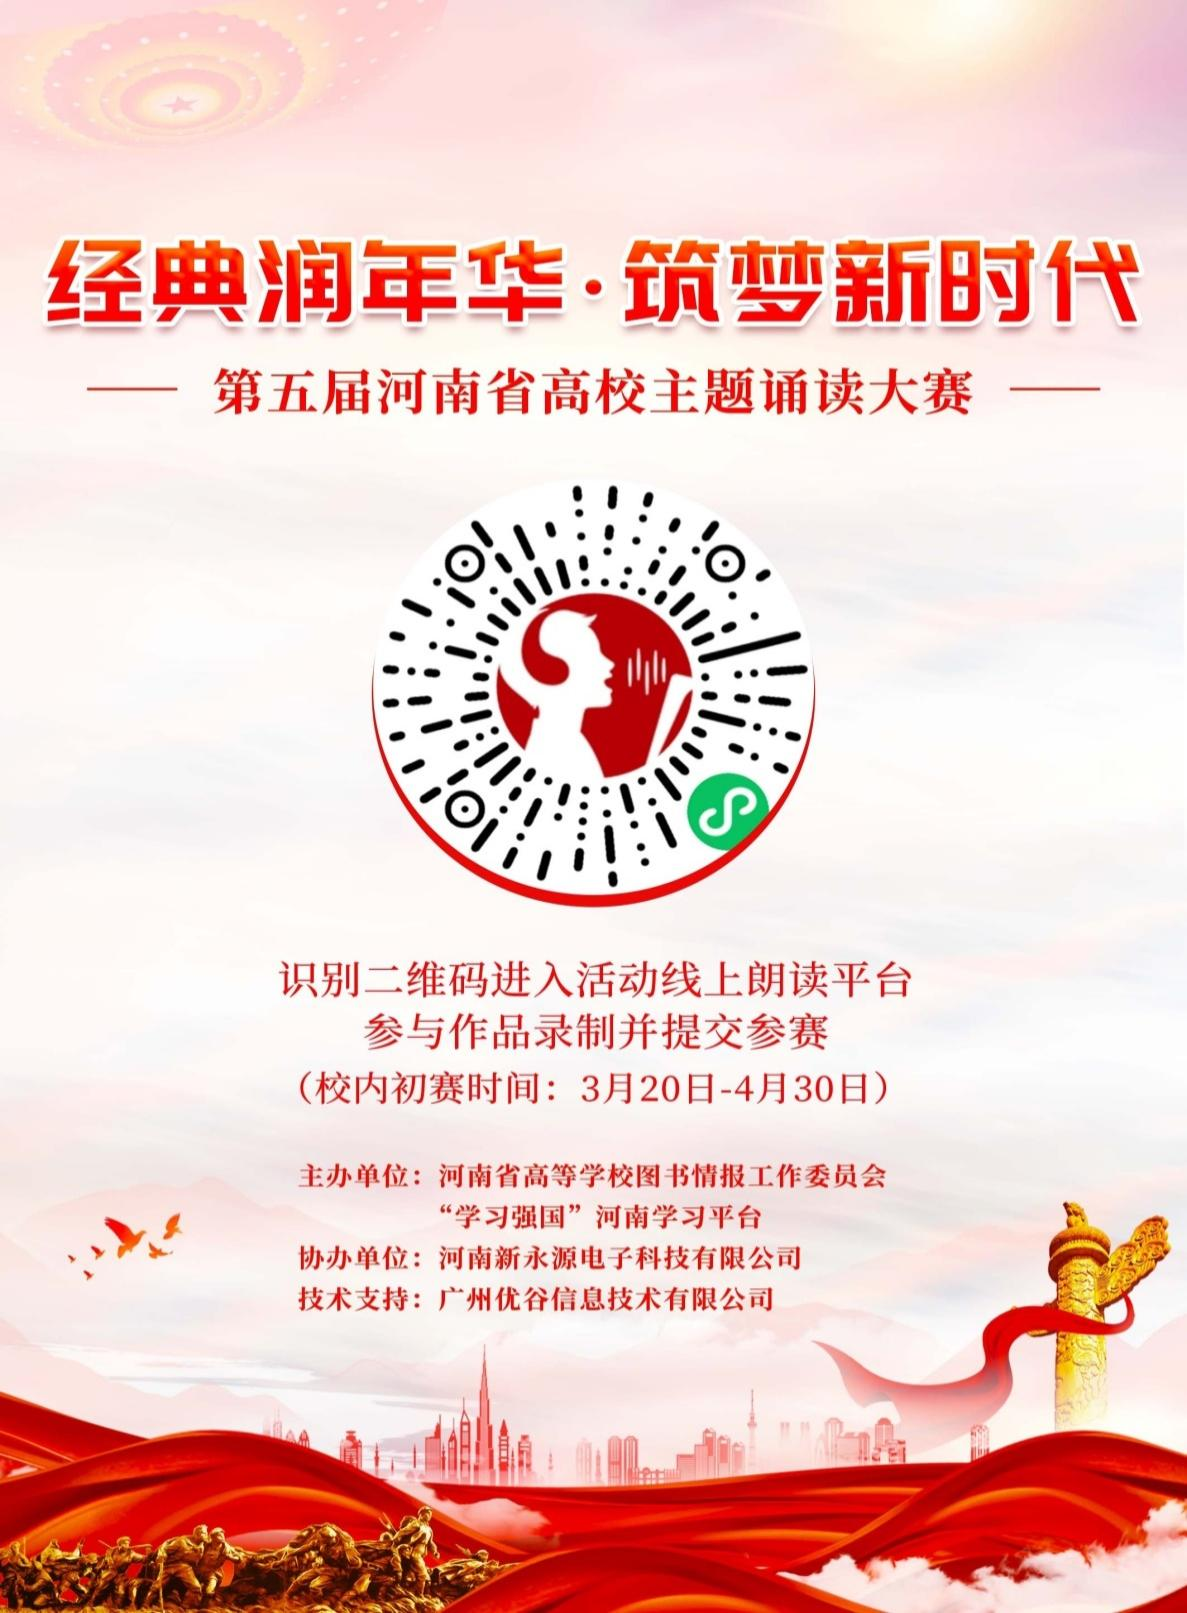 经典润年华·筑梦新时代
第五届河南省高校主题诵读大赛
识别二维码进入活动线上朗读平台
参与作品录制并提交参赛
（校内初赛时间：3月20日-4月30日）
主办单位：河南省高等学校图书情报工作委员会
“学习强国”河南学习平台
协办单位：河南新永源电子科技有限公司
技术支持：广州优谷信息技术有限公司